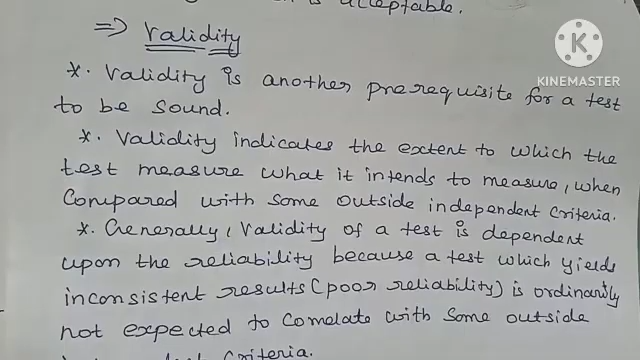 is acceptable.
=> Validity
K
KINEMASTER
*. Validity is another prerequisite for a test
to be sound.
*. Validity indicates the extent to which the
test measure what it intends to measure, when
Compared with some outside independent Criteria.
*. Generally, Validity of a test is dependent
upon the reliability because a test which yields
inconsistent results (poor reliability) is ordinarily
not expected to Correlate with some outside
Criteria.